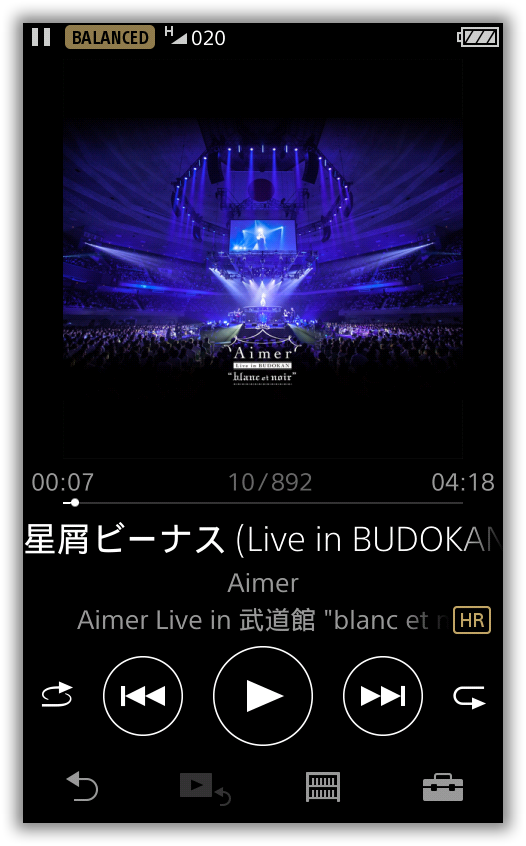 BALANCED H 020
Aimer
Live in BUDOKAN
"blanc et noir"
00:07 10/892 04:18
星屑ビーナス (Live in BUDOKAN
Aimer
Aimer Live in 武道館 "blanc et n
HR